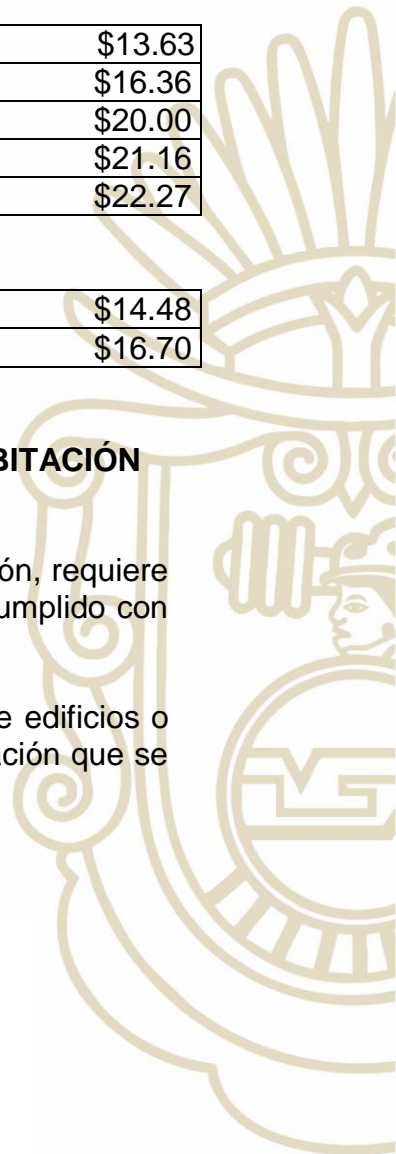 $13.63
$16.36
$20.00
$21.16
$22.27
$14.48
$16.70
BITACIÓN
ón, requiere
umplido con
e edificios o
ación que se